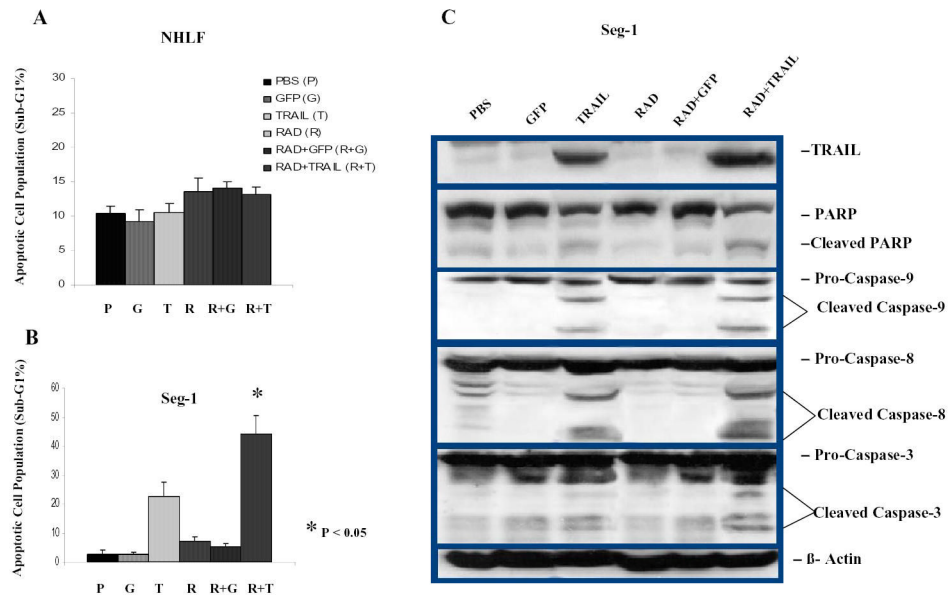 A
NHLF
Apoptotic Cell Population (Sub-G1%)
30
25
20
15
10
5
0
PBS (P)
GFP (G)
TRAIL (T)
RAD (R)
RAD+GFP (R+G)
RAD+TRAIL (R+T)
P G T R R+G R+T
B
Seg-1
Apoptotic Cell Population (Sub-G1%)
60
50
40
30
20
10
0
*
* P < 0.05
P G T R R+G R+T
C
Seg-1
PBS GFP TRAIL RAD RAD+GFP RAD+TRAIL
– TRAIL
– PARP
– Cleaved PARP
– Pro-Caspase-9
Cleaved Caspase-9
– Pro-Caspase-8
Cleaved Caspase-8
– Pro-Caspase-3
Cleaved Caspase-3
– ß- Actin